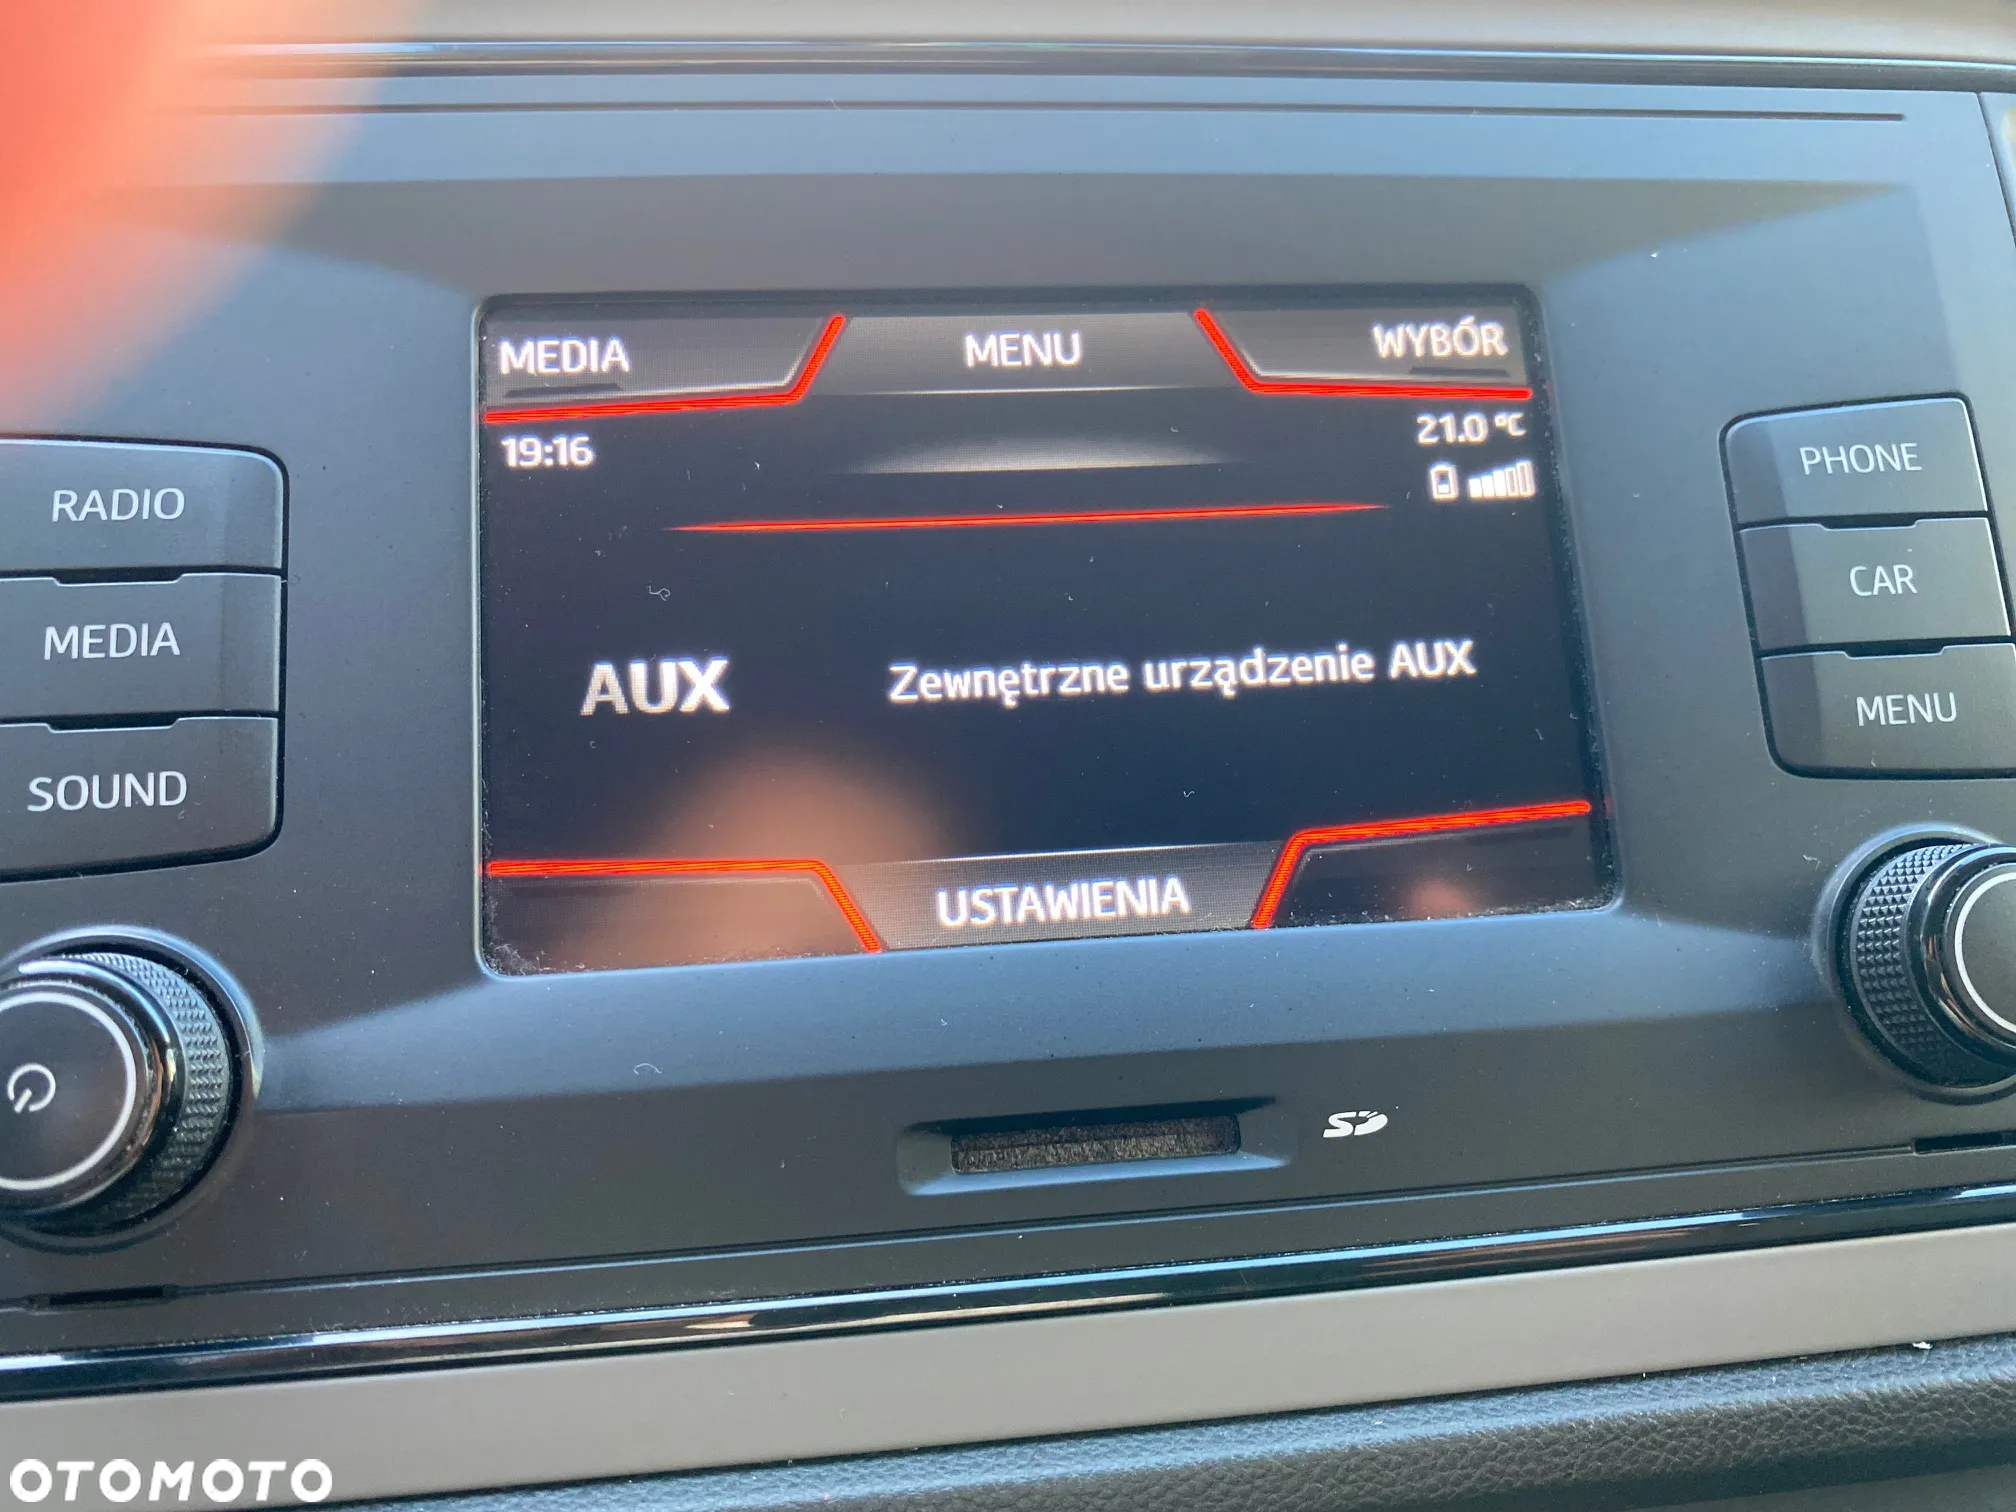 MEDIA
MENU
WYBÓR
19:16
21.0 °C
RADIO
MEDIA
SOUND
AUX
Zewnętrzne urządzenie AUX
USTAWIENIA
PHONE
CAR
MENU
SD
OTOMOTO